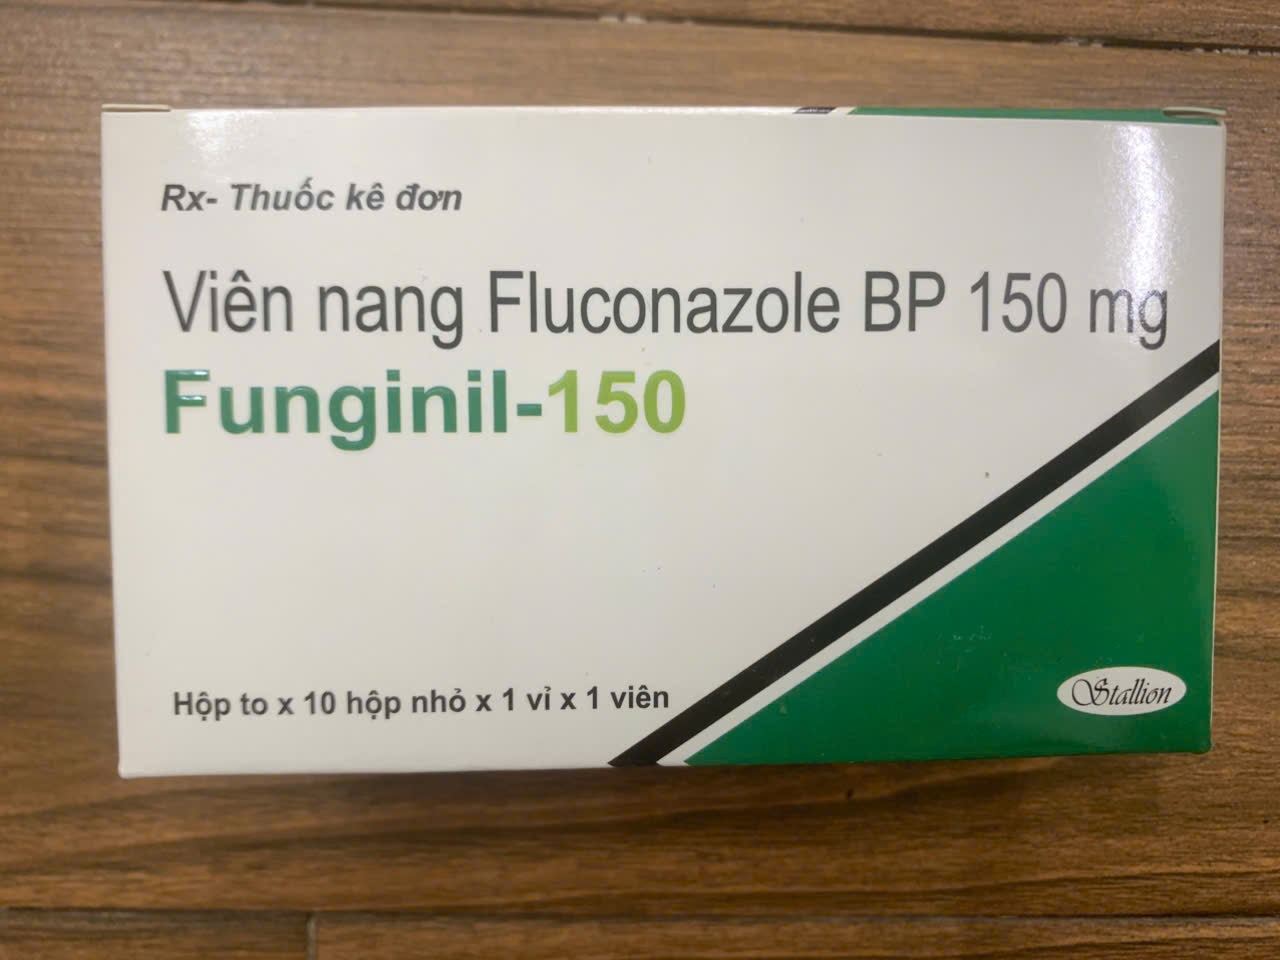 Rx- Thuốc kê đơn
Viên nang Fluconazole BP 150 mg
Funginil-150
Hộp to x 10 hộp nhỏ x 1 vỉ x 1 viên
Stallion